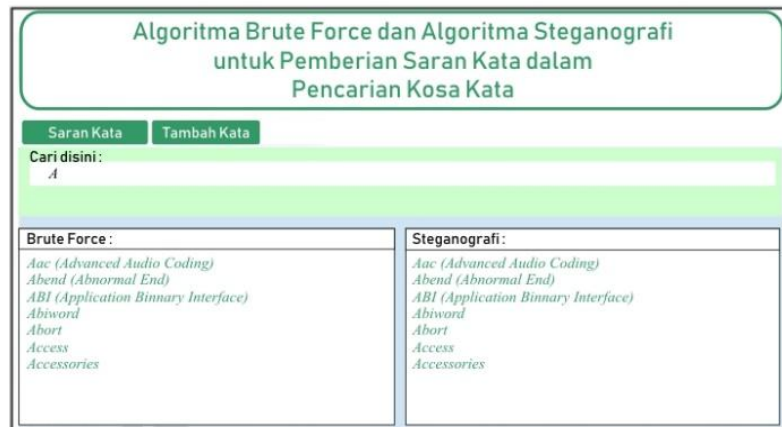 Algoritma Brute Force dan Algoritma Steganografi
untuk Pemberian Saran Kata dalam
Pencarian Kosa Kata
Saran Kata Tambah Kata
Cari disini :
A
Brute Force :
Aac (Advanced Audio Coding)
Abend (Abnormal End)
ABI (Application Binnary Interface)
Abiword
Abort
Access
Accessories
Steganografi :
Aac (Advanced Audio Coding)
Abend (Abnormal End)
ABI (Application Binnary Interface)
Abiword
Abort
Access
Accessories